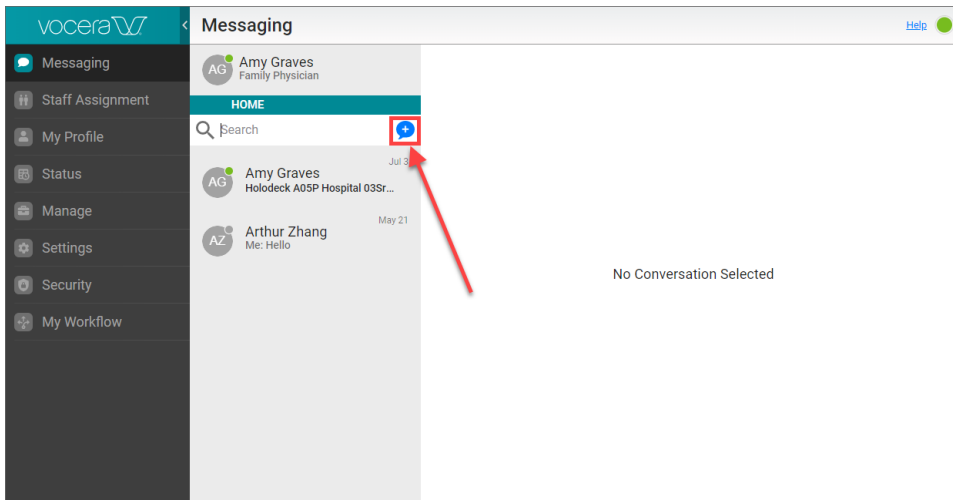 vocera
Messaging
Help
Messaging
Staff Assignment
My Profile
Status
Manage
Settings
Security
My Workflow
AG
Amy Graves
Family Physician
HOME
Search
Jul 3
AG
Amy Graves
Holodeck A05P Hospital 03Sr...
May 21
AZ
Arthur Zhang
Me: Hello
No Conversation Selected